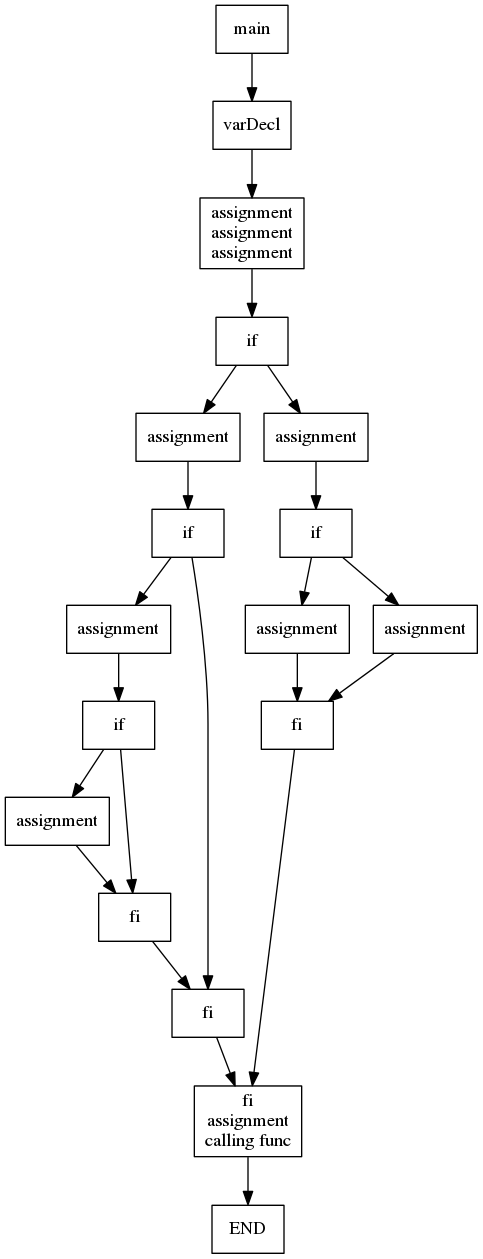 main
varDecl
assignment
assignment
assignment
if
assignment
assignment
if
if
assignment
assignment
assignment
if
fi
assignment
fi
fi
fi
assignment
calling func
END